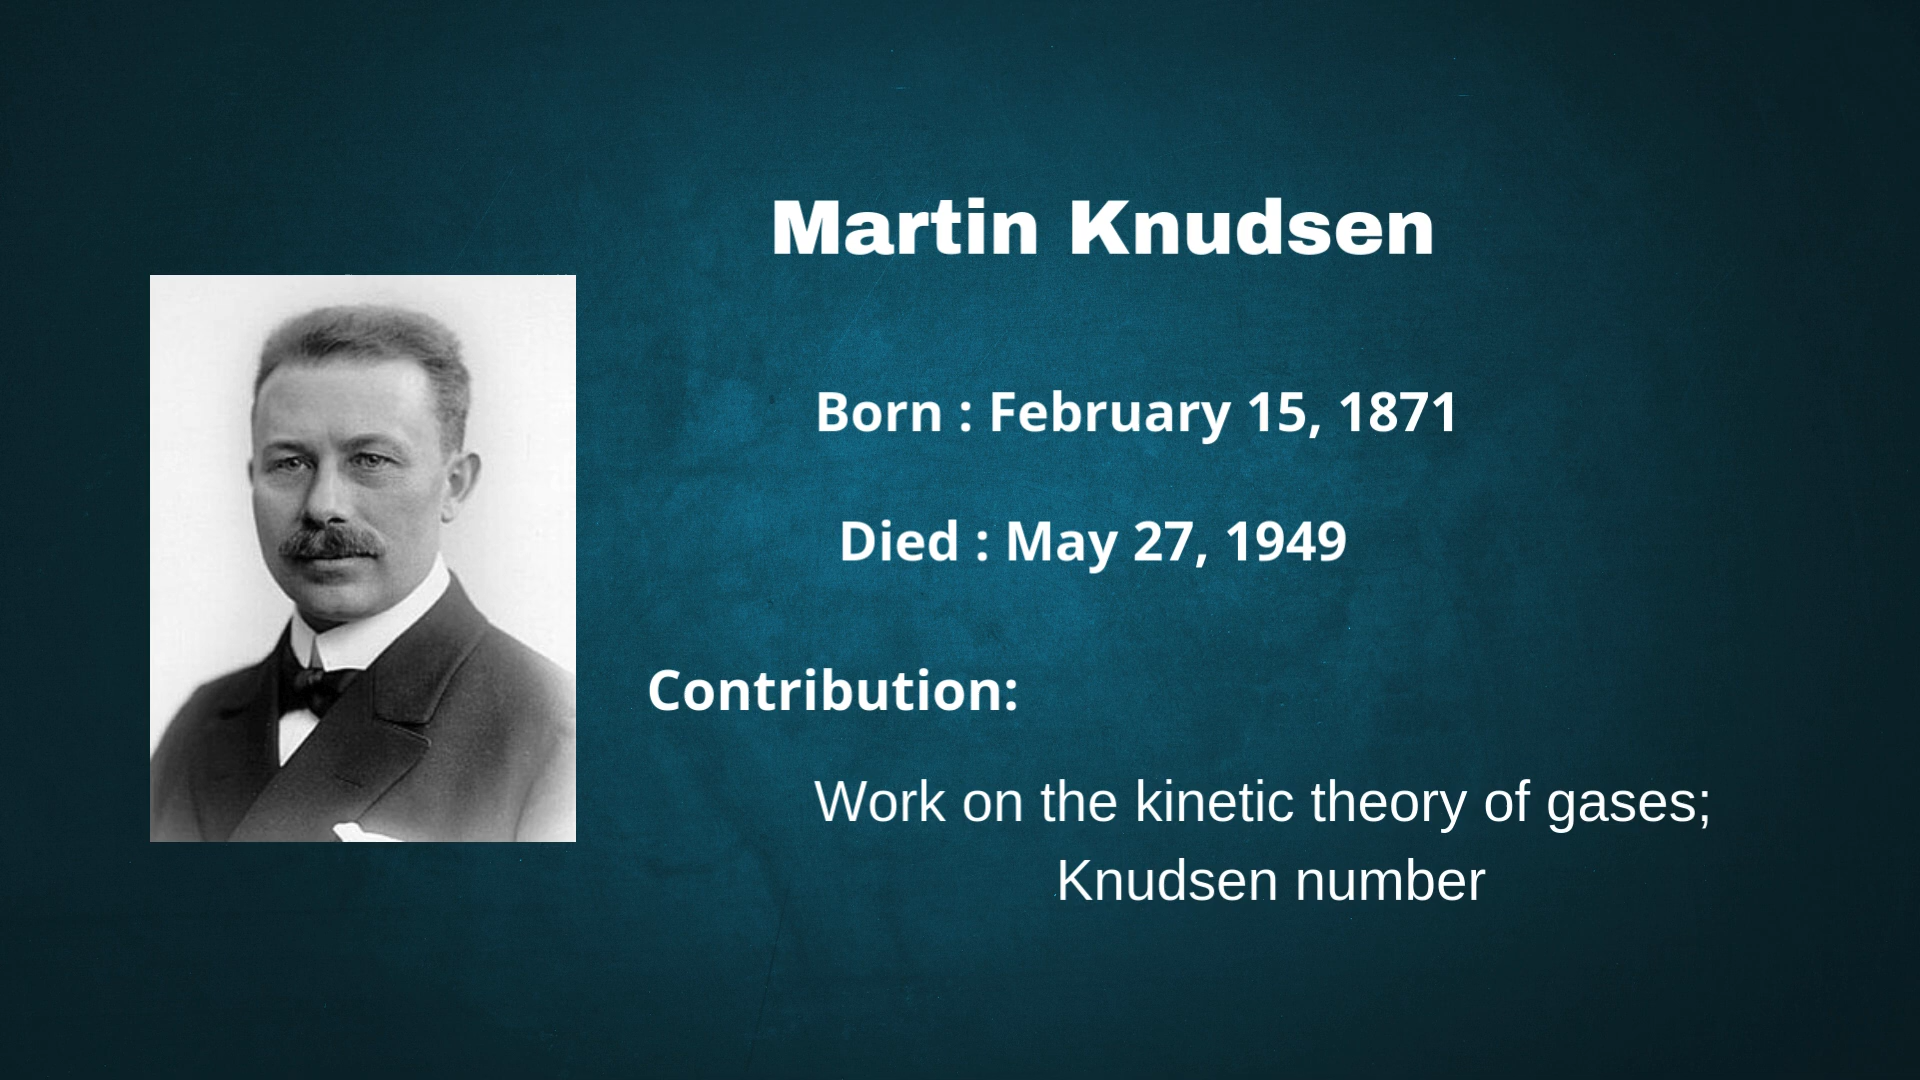 Martin Knudsen
Born : February 15, 1871
Died : May 27, 1949
Contribution:
Work on the kinetic theory of gases;
Knudsen number